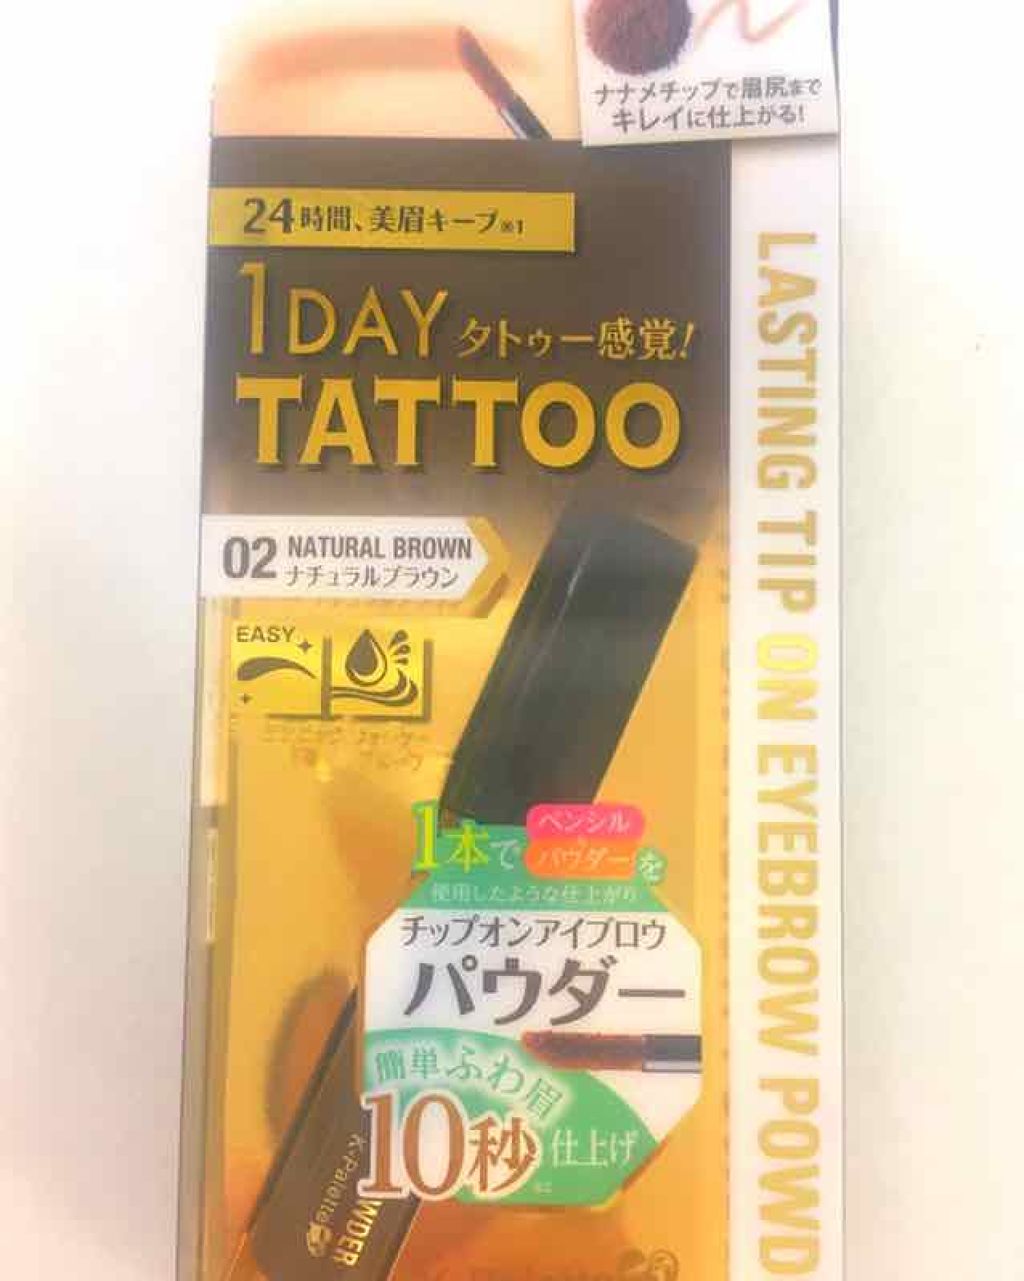 ナナメチップで眉尻まで
キレイに仕上がる!
24時間、美眉キープ※1
1DAY タトゥー感覚!
TATTOO
02 NATURAL BROWN
ナチュラルブラウン
EASY
1本で ペンシル
パウダー を
使用したような仕上がり
チップオンアイブロウ
パウダー
簡単ふわ眉
10秒仕上げ
K-Palette
WDER
LASTING TIP ON EYEBROW POWD